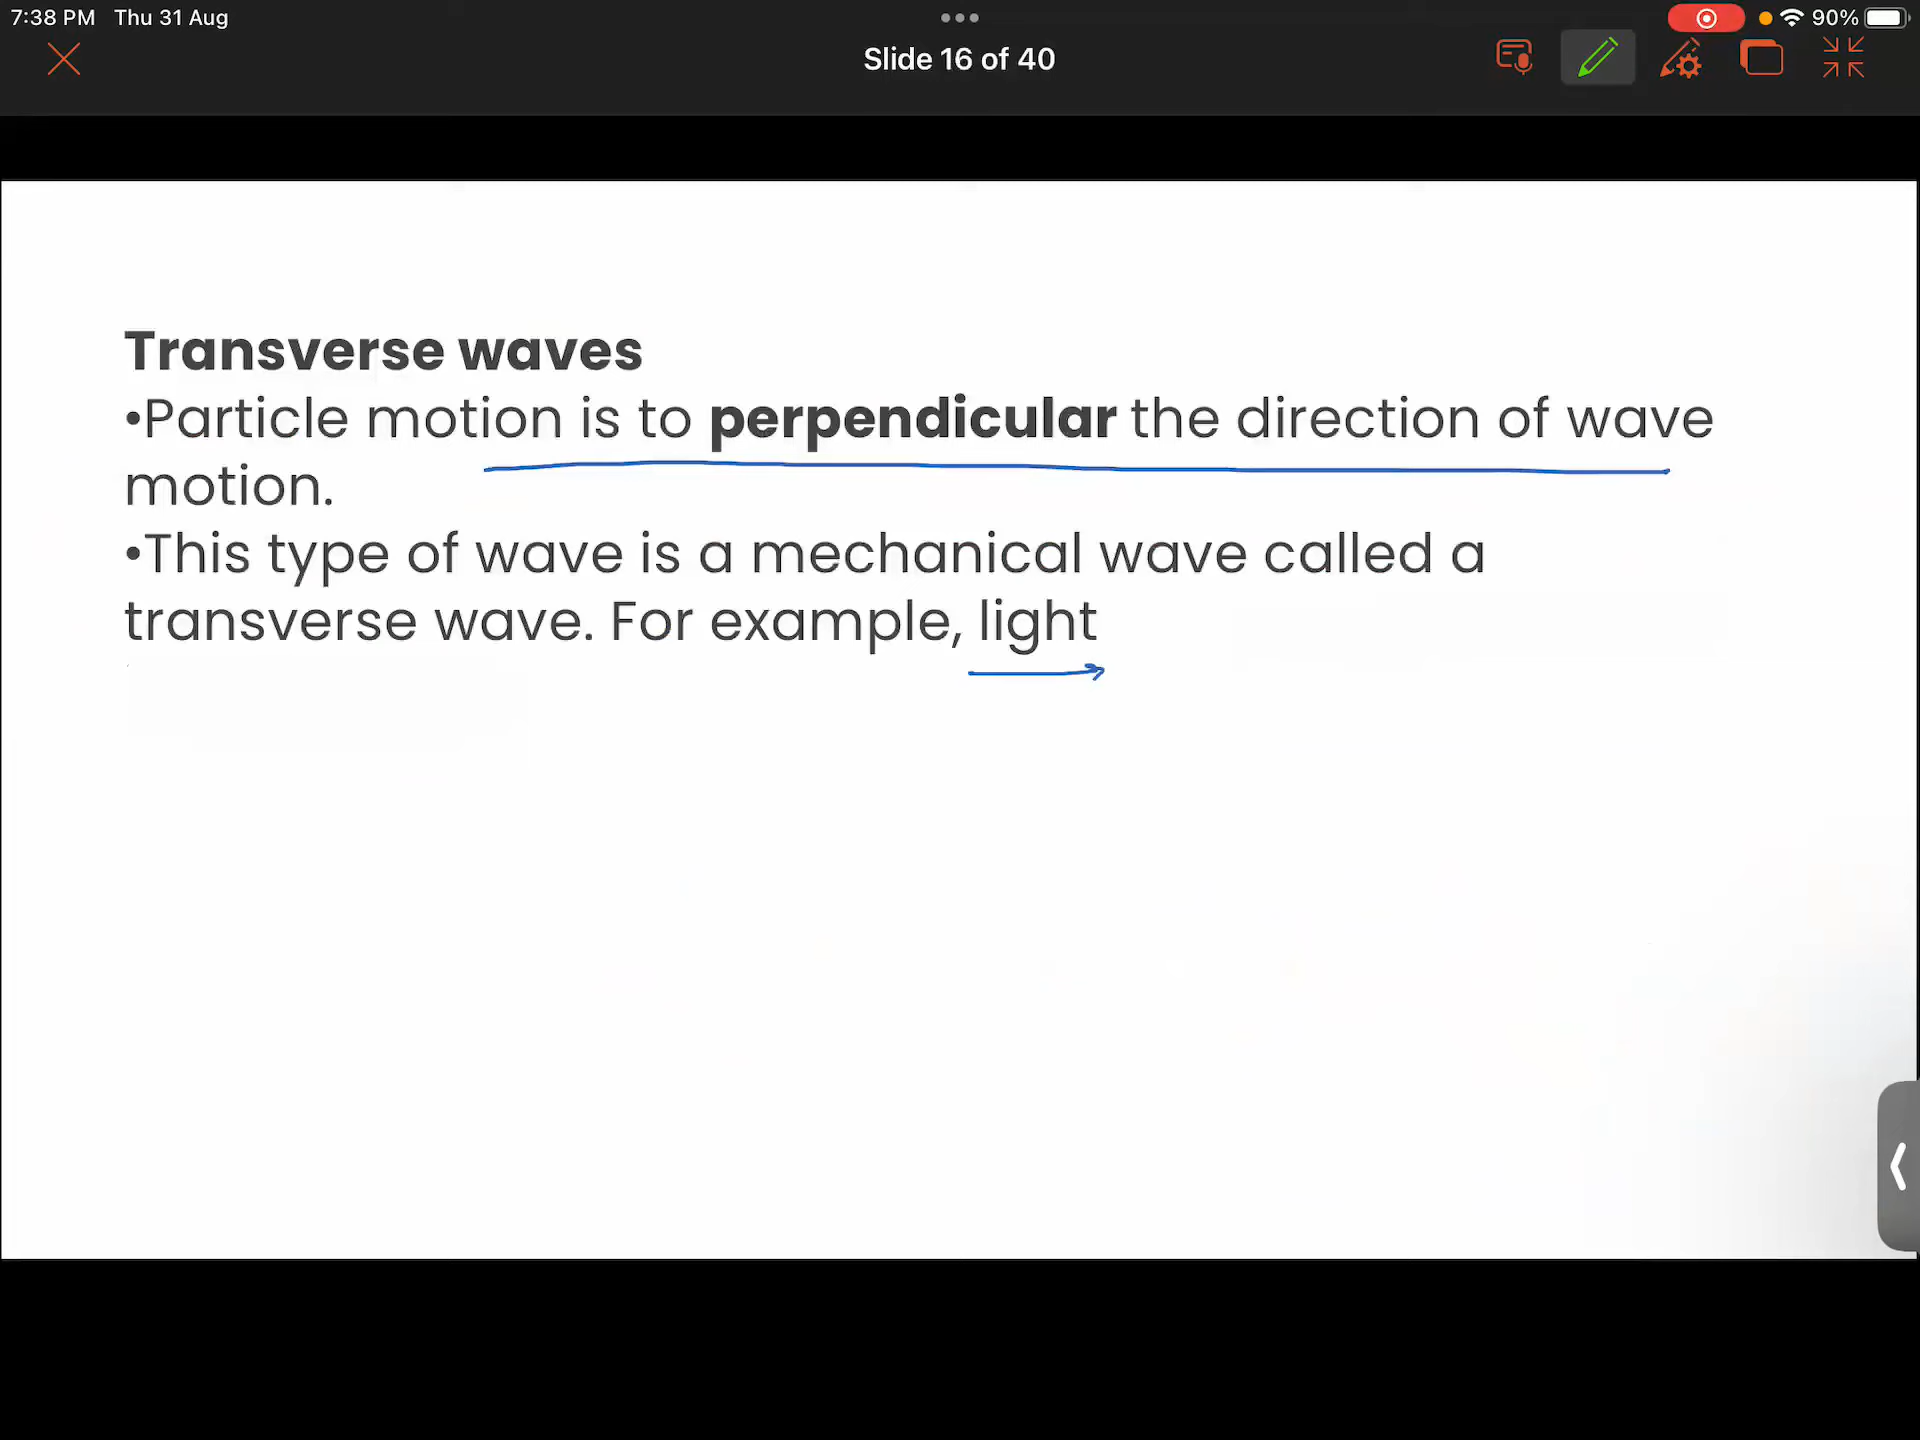 7:38 PM Thu 31 Aug
90%
Slide 16 of 40
Transverse waves
•Particle motion is to perpendicular the direction of wave
motion.
•This type of wave is a mechanical wave called a
transverse wave. For example, light